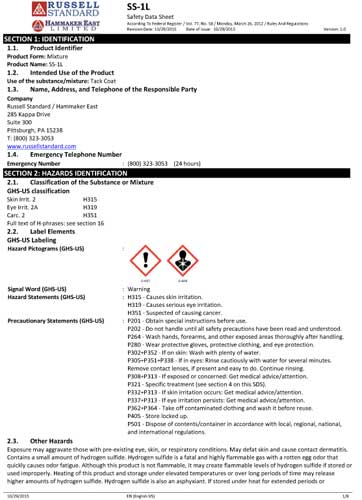 RUSSELL
STANDARD
HAMMAKER EAST
LIMITED
SS-1L
Safety Data Sheet
According To Federal Register / Vol. 77, No. 58 / Monday, March 26, 2012 / Rules And Regulations
Revision Date: 10/29/2015 Date of issue: 10/29/2015 Version: 1.0
SECTION 1: IDENTIFICATION
1.1. Product Identifier
Product Form: Mixture
Product Name: SS-1L
1.2. Intended Use of the Product
Use of the substance/mixture: Tack Coat
1.3. Name, Address, and Telephone of the Responsible Party
Company
Russell Standard / Hammaker East
285 Kappa Drive
Suite 300
Pittsburgh, PA 15238
T: (800) 323-3053
www.russellstandard.com
1.4. Emergency Telephone Number
Emergency Number : (800) 323-3053 (24 hours)
SECTION 2: HAZARDS IDENTIFICATION
2.1. Classification of the Substance or Mixture
GHS-US classification
Skin Irrit. 2 H315
Eye Irrit. 2A H319
Carc. 2 H351
Full text of H-phrases: see section 16
2.2. Label Elements
GHS-US Labeling
Hazard Pictograms (GHS-US) :
Signal Word (GHS-US) : Warning
Hazard Statements (GHS-US) : H315 - Causes skin irritation.
H319 - Causes serious eye irritation.
H351 - Suspected of causing cancer.
Precautionary Statements (GHS-US) : P201 - Obtain special instructions before use.
P202 - Do not handle until all safety precautions have been read and understood.
P264 - Wash hands, forearms, and other exposed areas thoroughly after handling.
P280 - Wear protective gloves, protective clothing, and eye protection.
P302+P352 - If on skin: Wash with plenty of water.
P305+P351+P338 - If in eyes: Rinse cautiously with water for several minutes.
Remove contact lenses, if present and easy to do. Continue rinsing.
P308+P313 - If exposed or concerned: Get medical advice/attention.
P321 - Specific treatment (see section 4 on this SDS).
P332+P313 - If skin irritation occurs: Get medical advice/attention.
P337+P313 - If eye irritation persists: Get medical advice/attention.
P362+P364 - Take off contaminated clothing and wash it before reuse.
P405 - Store locked up.
P501 - Dispose of contents/container in accordance with local, regional, national,
and international regulations.
2.3. Other Hazards
Exposure may aggravate those with pre-existing eye, skin, or respiratory conditions. May defat skin and cause contact dermatitis.
Contains a small amount of hydrogen sulfide. Hydrogen sulfide is a fatal and highly flammable gas with a rotten egg odor that
quickly causes odor fatigue. Although this product is not flammable, it may create flammable levels of hydrogen sulfide if stored or
used improperly. Heating of this product and storage under elevated temperatures or over long periods of time may release
higher amounts of hydrogen sulfide. Hydrogen sulfide is also an asphyxiant. If stored under heat for extended periods or
10/29/2015 EN (English US) 1/8